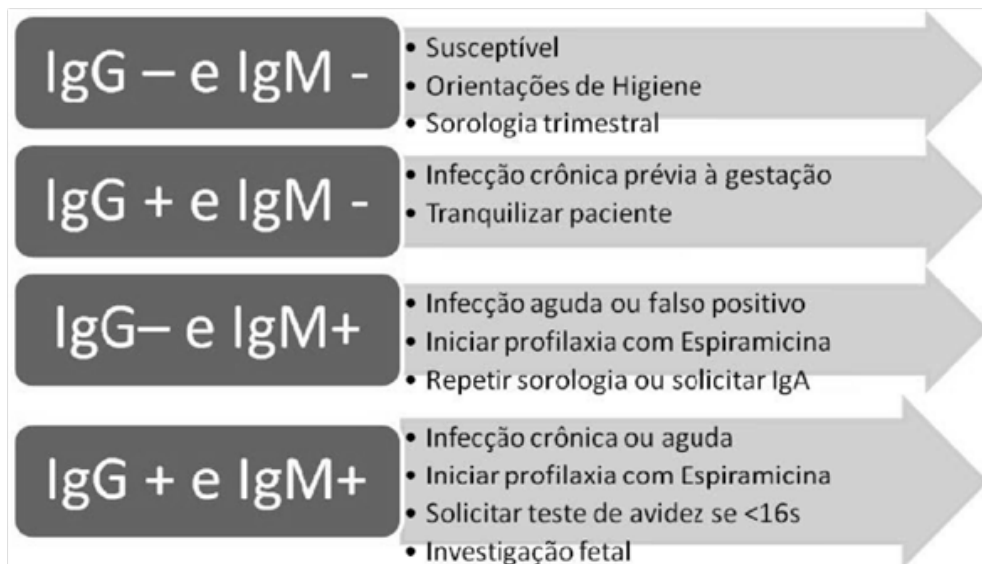 IgG – e IgM -
• Susceptível
• Orientações de Higiene
• Sorologia trimestral
IgG + e IgM -
• Infecção crônica prévia à gestação
• Tranquilizar paciente
IgG– e IgM+
• Infecção aguda ou falso positivo
• Iniciar profilaxia com Espiramicina
• Repetir sorologia ou solicitar IgA
IgG + e IgM+
• Infecção crônica ou aguda
• Iniciar profilaxia com Espiramicina
• Solicitar teste de avidez se <16s
• Investigação fetal